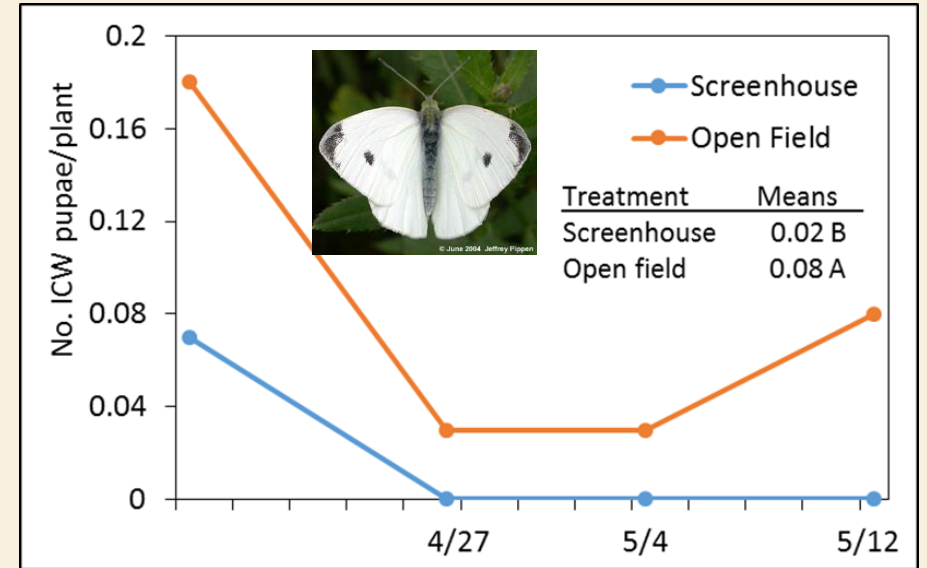 No. ICW pupae/plant
0.2
0.16
0.12
0.08
0.04
0
4/27
5/4
5/12
Screenhouse
Open Field
Treatment Means
Screenhouse 0.02 B
Open field 0.08 A
© June 2004 Jeffrey Pippen